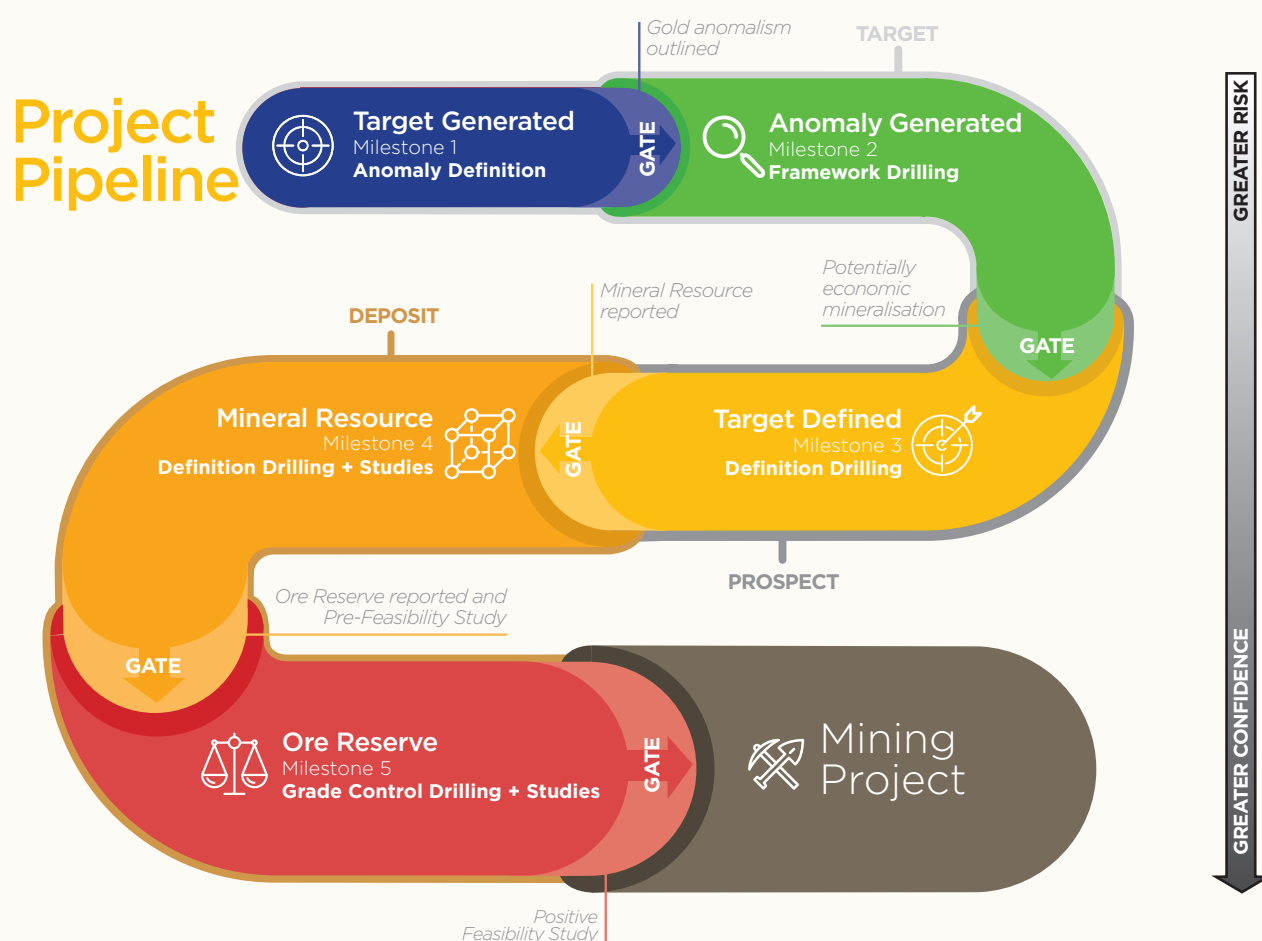 Project
Pipeline
Gold anomalism
outlined
TARGET
Target Generated
Milestone 1
Anomaly Definition
GATE
Anomaly Generated
Milestone 2
Framework Drilling
GREATER RISK
Potentially
economic
mineralisation
GATE
Mineral Resource
reported
DEPOSIT
Target Defined
Milestone 3
Definition Drilling
GATE
Mineral Resource
Milestone 4
Definition Drilling + Studies
PROSPECT
Ore Reserve reported and
Pre-Feasibility Study
GATE
Ore Reserve
Milestone 5
Grade Control Drilling + Studies
GATE
Mining
Project
GREATER CONFIDENCE
Positive
Feasibility Study